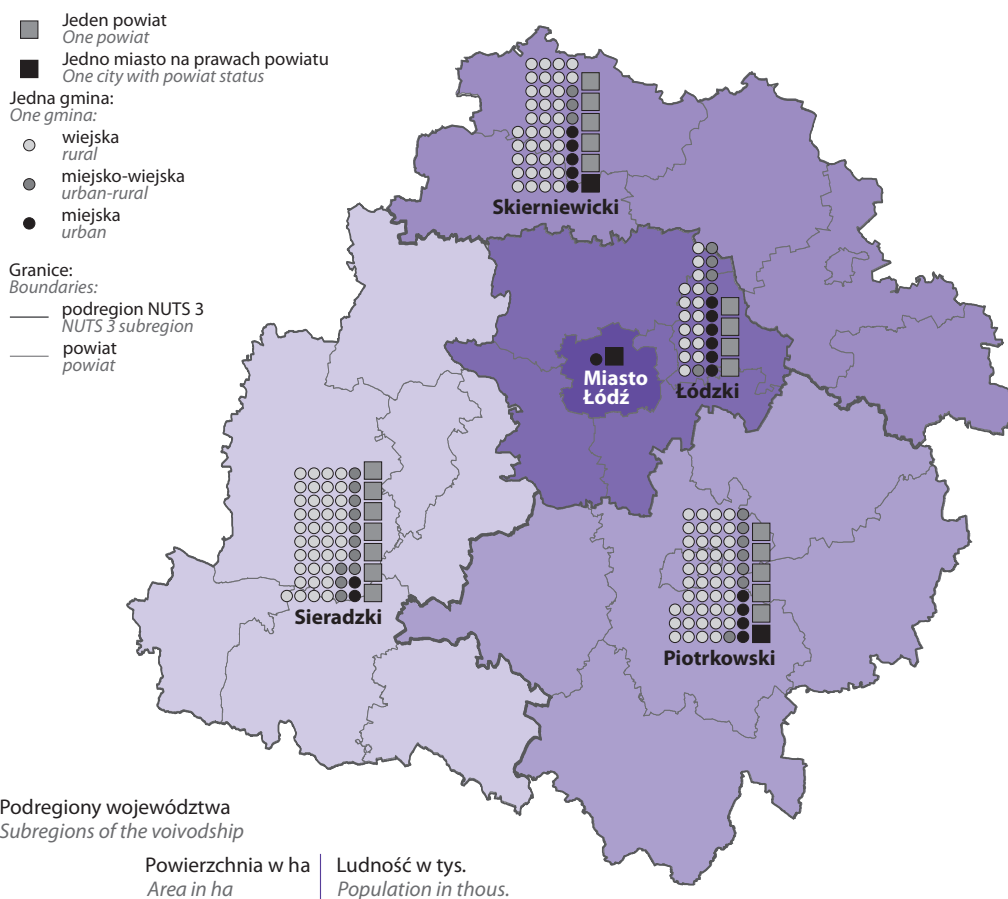 Jeden powiat
One powiat
Jedno miasto na prawach powiatu
One city with powiat status
Jedna gmina:
One gmina:
wiejska
rural
miejsko-wiejska
urban-rural
miejska
urban
Granice:
Boundaries:
podregion NUTS 3
NUTS 3 subregion
powiat
powiat
Skierniewicki
Miasto
Łódź
Łódzki
Sieradzki
Piotrkowski
Podregiony województwa
Subregions of the voivodship
Powierzchnia w ha
Area in ha
Ludność w tys.
Population in thous.